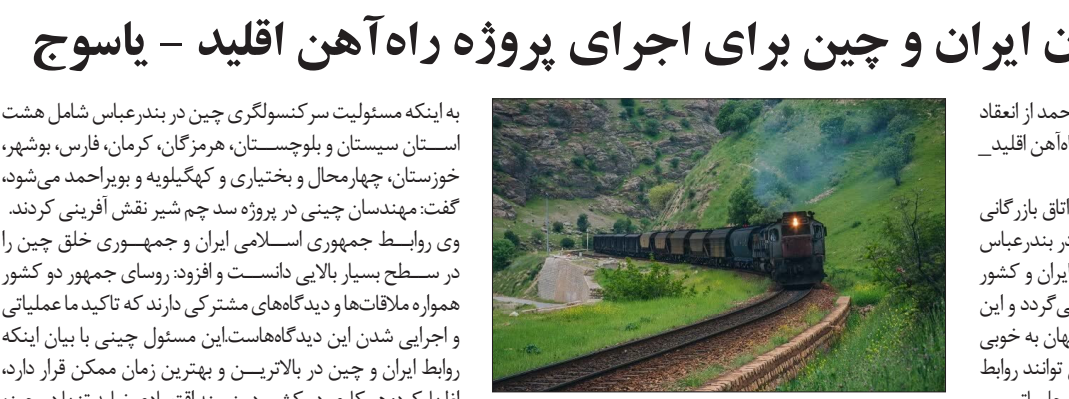 ن ایران و چین برای اجرای پروژه راه‌آهن اقلید – یاسوج
حمد از انعقاد
اه‌آهن اقلید_
اتاق بازرگانی
در بندرعباس
ایران و کشور
ی‌گردد و این
هان به خوبی
توانند روابط
به اینکه مسئولیت سرکنسولگری چین در بندرعباس شامل هشت
استان سیستان و بلوچستان، هرمزگان، کرمان، فارس، بوشهر،
خوزستان، چهارمحال و بختیاری و کهگیلویه و بویراحمد می‌شود،
گفت: مهندسان چینی در پروژه سد چم شیر نقش آفرینی کردند.
وی روابط جمهوری اسلامی ایران و جمهوری خلق چین را
در سطح بسیار بالایی دانست و افزود: روسای جمهور دو کشور
همواره ملاقات‌ها و دیدگاه‌های مشترکی دارند که تاکید ما عملیاتی
و اجرایی شدن این دیدگاه‌هاست.این مسئول چینی با بیان اینکه
روابط ایران و چین در بالاترین و بهترین زمان ممکن قرار دارد،